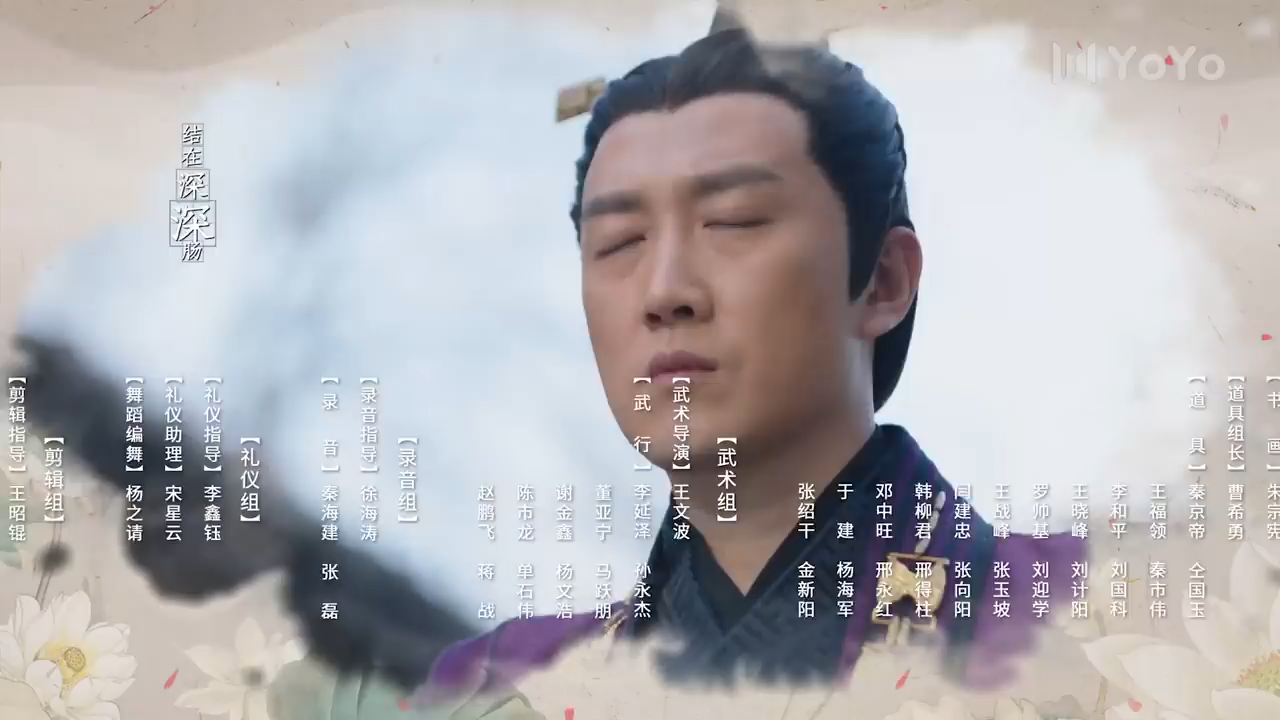 YoYo
结在深深肠
【书 画】 朱宗宪
【道具组长】 曹希勇
【道 具】 秦京帝 仝国玉
王福领 秦市伟
李和平 刘国科
王晓峰 刘计阳
罗帅基 刘迎学
王战峰 张玉坡
闫建忠 张向阳
韩柳君 邢得柱
邓中旺 邢永红
于 建 杨海军
张绍干 金新阳
【武术组】
【武术导演】 王文波
【武 行】 李延泽 孙永杰
董亚宁 马跃朋
谢金鑫 杨文浩
陈市龙 单石伟
赵鹏飞 蒋 战
【录音组】
【录音指导】 徐海涛
【录 音】 秦海建 张 磊
【礼仪组】
【礼仪指导】 李鑫钰
【礼仪助理】 宋星云
【舞蹈编舞】 杨之请
【剪辑组】
【剪辑指导】 王昭锟